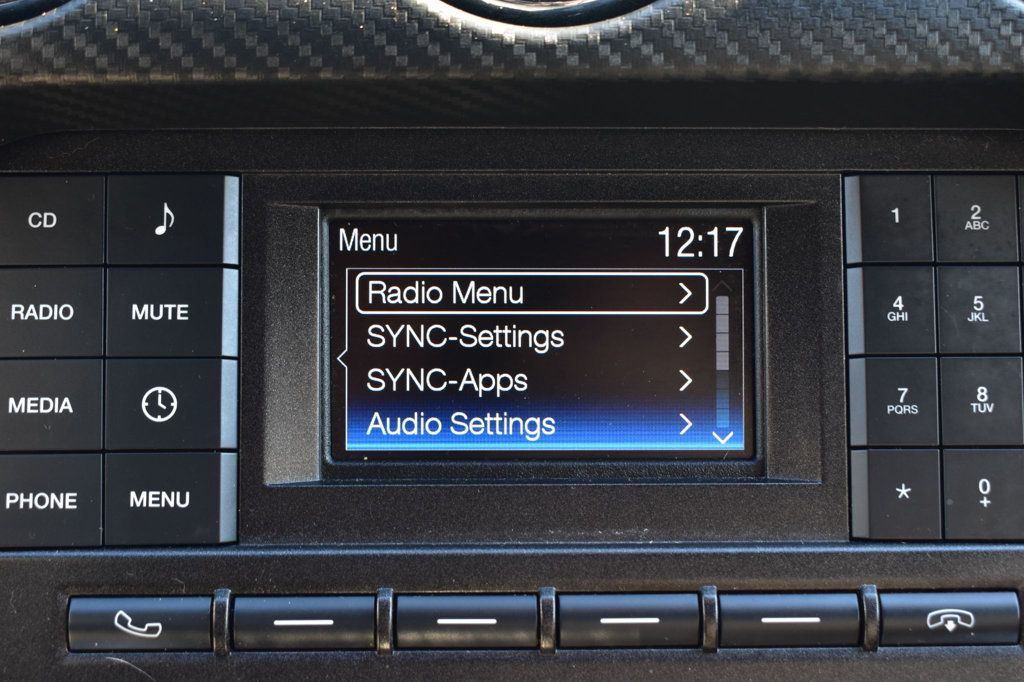 CD
RADIO
MUTE
MEDIA
PHONE
MENU
Menu
12:17
Radio Menu
SYNC-Settings
SYNC-Apps
Audio Settings
1
2
ABC
4
GHI
5
JKL
7
PQRS
8
TUV
*
0
+